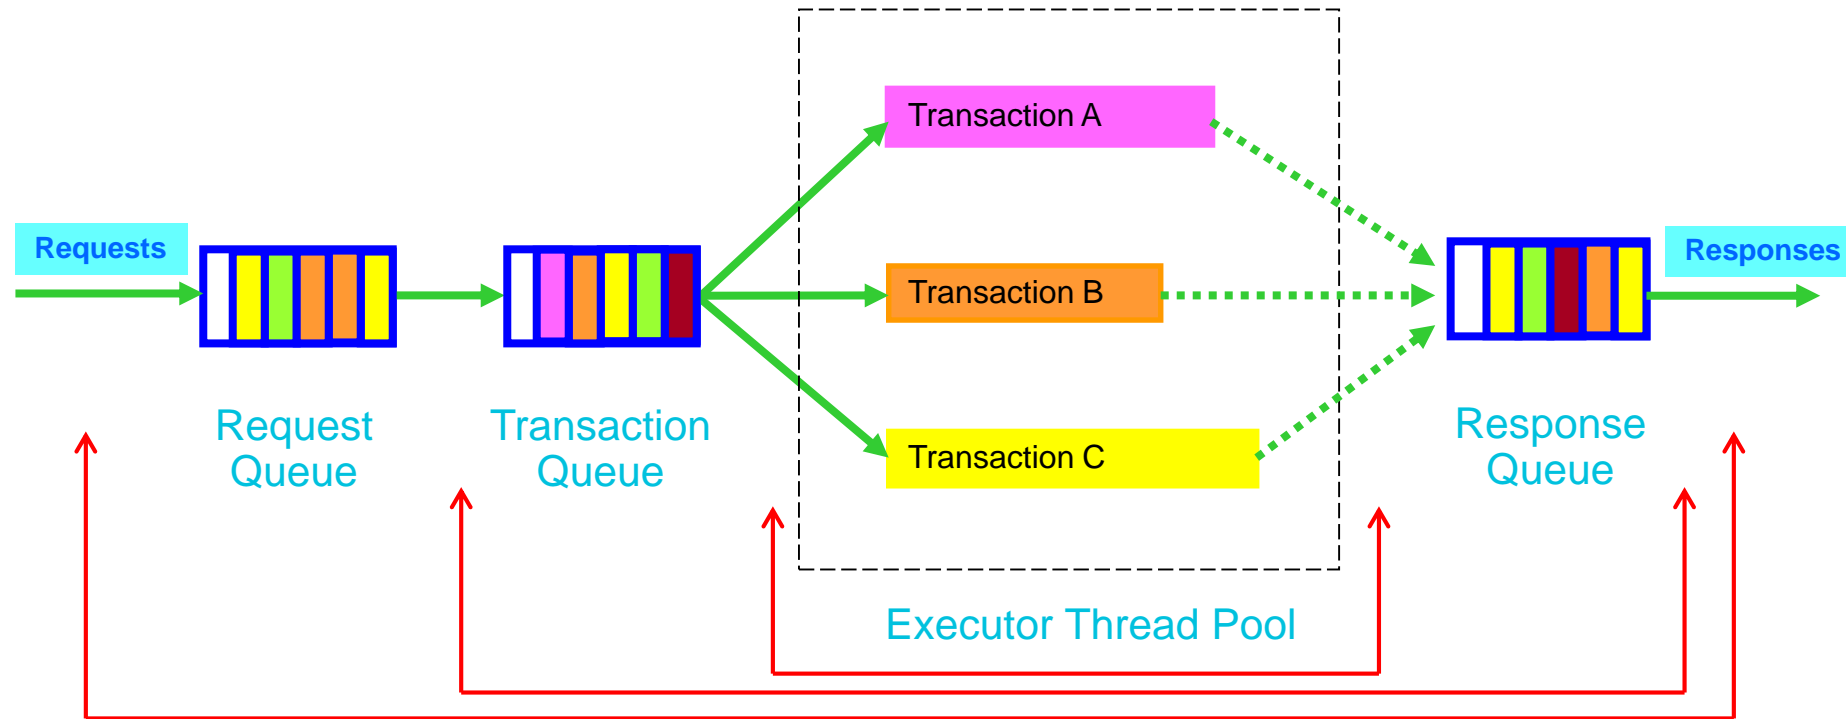 Requests
Request
Queue
Transaction
Queue
Transaction A
Transaction B
Transaction C
Executor Thread Pool
Response
Queue
Responses